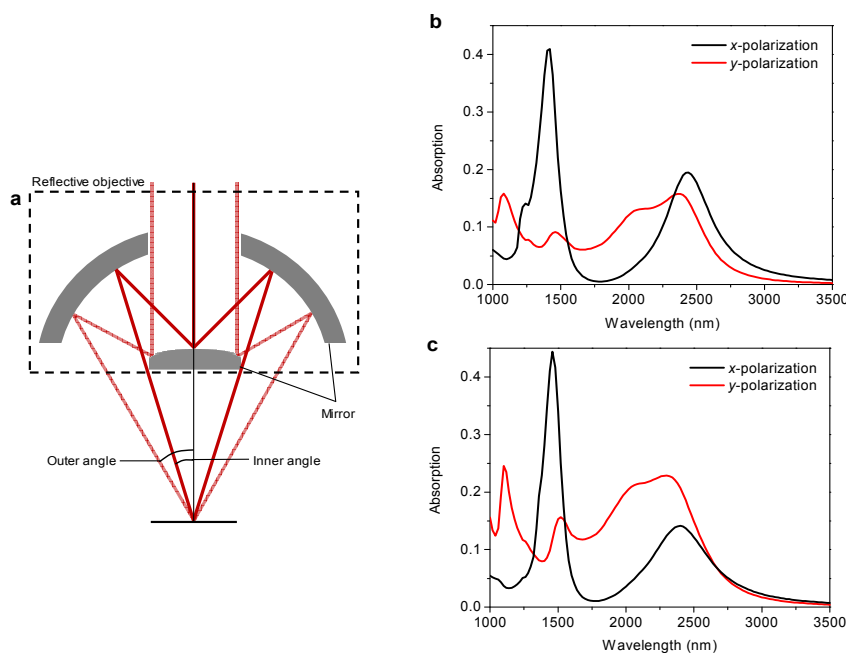 a
Reflective objective
Mirror
Outer angle
Inner angle
b
x-polarization
y-polarization
Absorption
0.4
0.3
0.2
0.1
0.0
1000 1500 2000 2500 3000 3500
Wavelength (nm)
c
x-polarization
y-polarization
Absorption
0.4
0.3
0.2
0.1
0.0
1000 1500 2000 2500 3000 3500
Wavelength (nm)